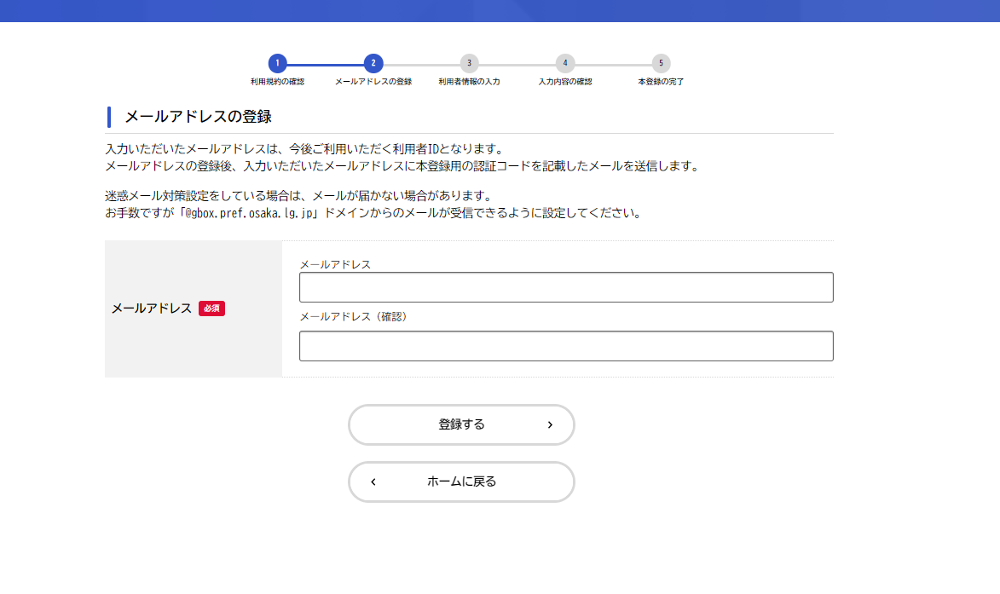 1
2
3
4
5
利用規約の確認
メールアドレスの登録
利用者情報の入力
入力内容の確認
本登録の完了
メールアドレスの登録
入力いただいたメールアドレスは、今後ご利用いただく利用者IDとなります。
メールアドレスの登録後、入力いただいたメールアドレスに本登録用の認証コードを記載したメールを送信します。
迷惑メール対策設定をしている場合は、メールが届かない場合があります。
お手数ですが「@gbox.pref.osaka.lg.jp」ドメインからのメールが受信できるように設定してください。
メールアドレス 必須
メールアドレス
メールアドレス（確認）
登録する
ホームに戻る